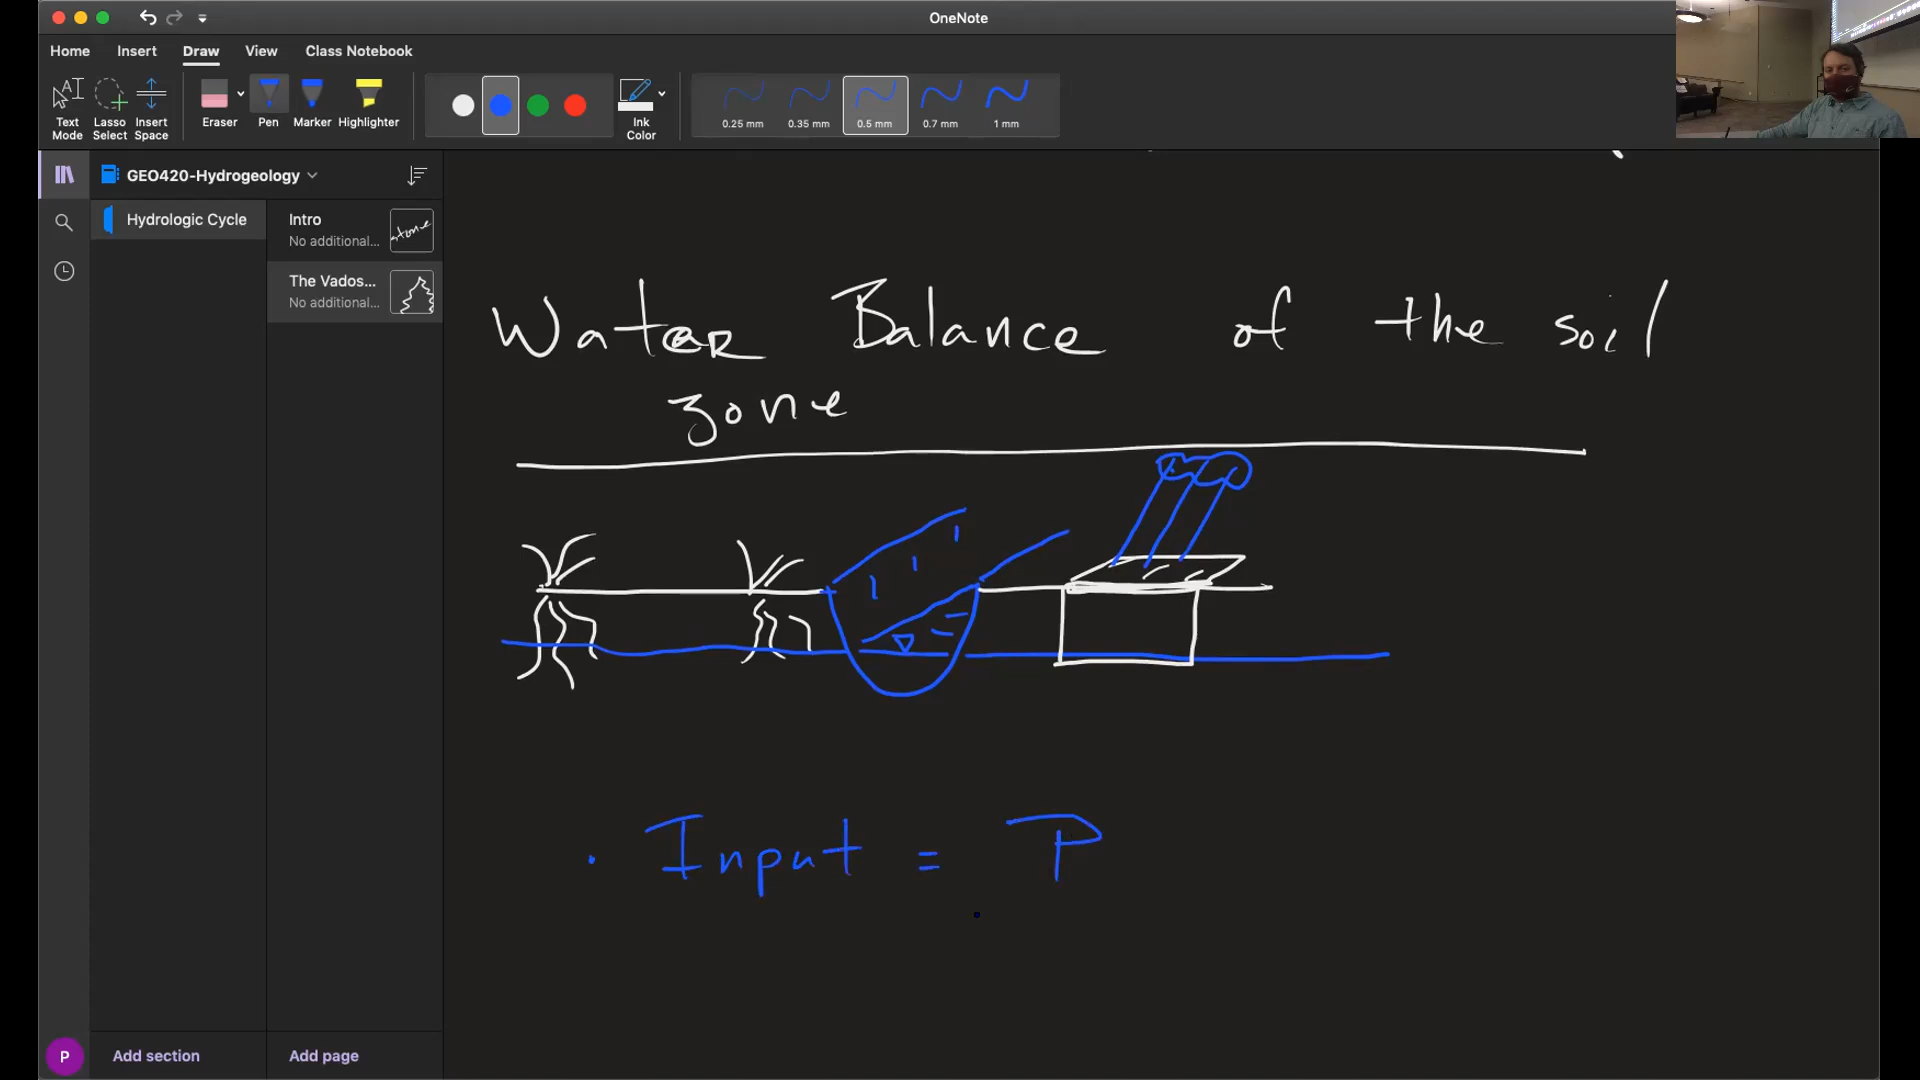 OneNote
Home Insert Draw View Class Notebook
Text Mode
Lasso Select
Insert Space
Eraser
Pen
Marker
Highlighter
Ink Color
0.25 mm
0.35 mm
0.5 mm
0.7 mm
1 mm
GEO420-Hydrogeology
Hydrologic Cycle
Intro
No additional...
The Vados...
No additional...
Water Balance of the soil
zone
· Input = P
P
Add section
Add page